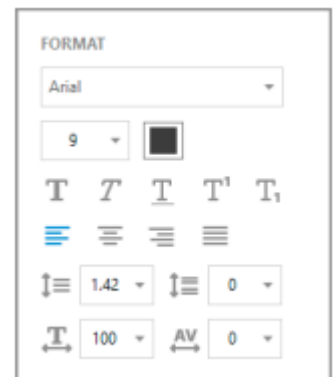 FORMAT
Arial
9
T T T T¹ T₁
1.42 0
T 100 AV 0